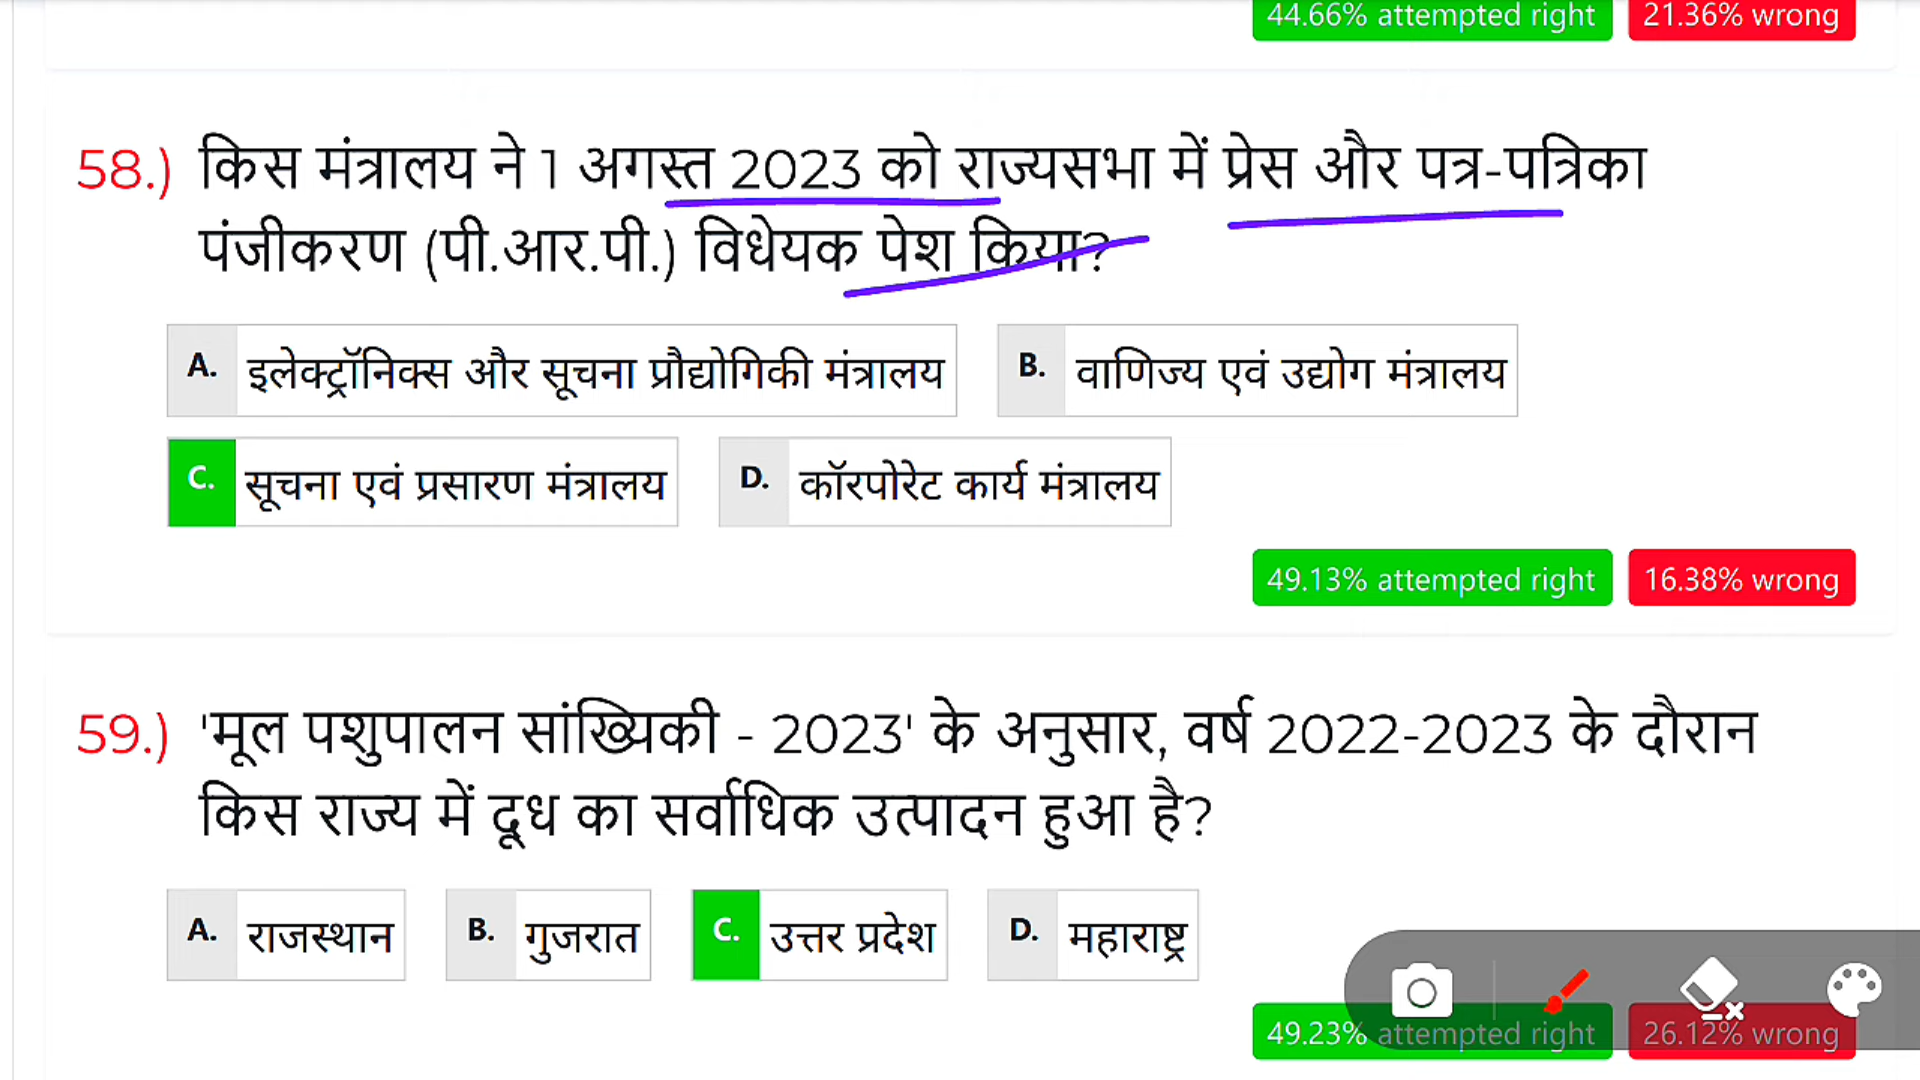 44.66% attempted right 21.36% wrong
58.) किस मंत्रालय ने 1 अगस्त 2023 को राज्यसभा में प्रेस और पत्र-पत्रिका
पंजीकरण (पी.आर.पी.) विधेयक पेश किया?
A. इलेक्ट्रॉनिक्स और सूचना प्रौद्योगिकी मंत्रालय B. वाणिज्य एवं उद्योग मंत्रालय
C. सूचना एवं प्रसारण मंत्रालय D. कॉरपोरेट कार्य मंत्रालय
49.13% attempted right 16.38% wrong
59.) 'मूल पशुपालन सांख्यिकी - 2023' के अनुसार, वर्ष 2022-2023 के दौरान
किस राज्य में दूध का सर्वाधिक उत्पादन हुआ है?
A. राजस्थान B. गुजरात C. उत्तर प्रदेश D. महाराष्ट्र
49.23% attempted right 26.12% wrong